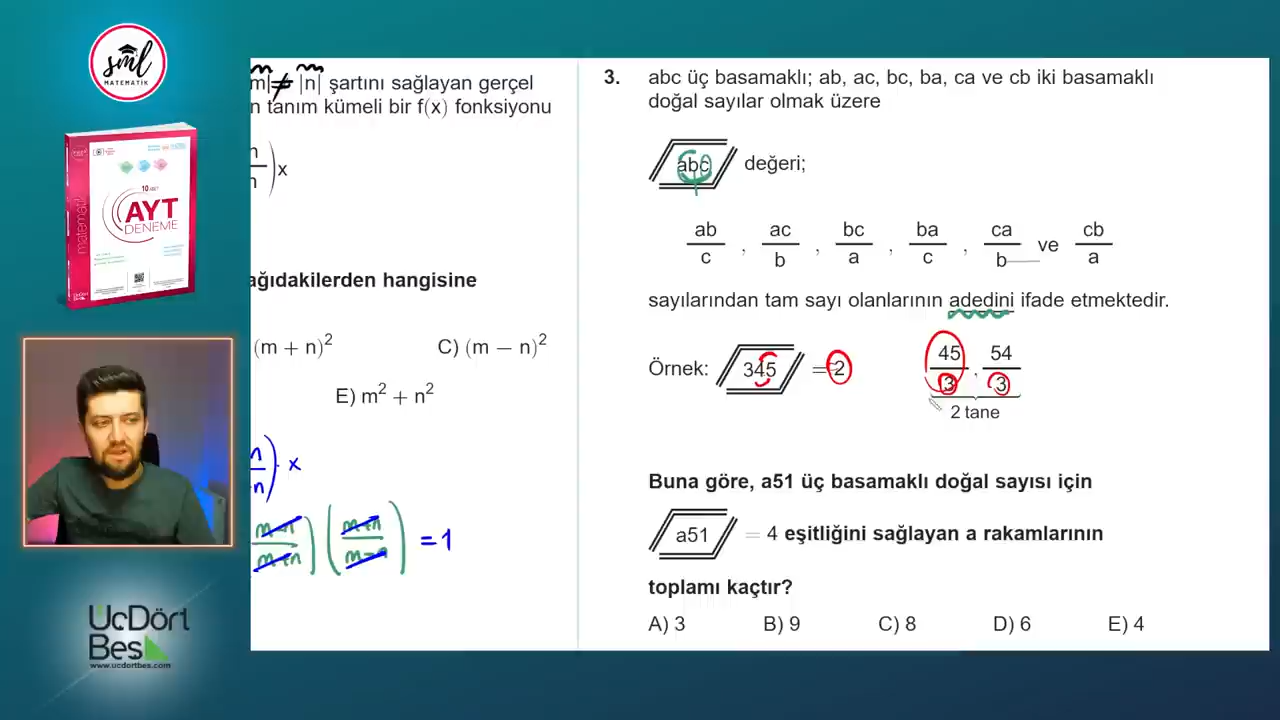 sml
MATEMATİK
10 ADET
AYT
DENEME
matematik
ÜçDört
Beş
www.ucdortbes.com
|m| ≠ |n| şartını sağlayan gerçel
n tanım kümeli bir f(x) fonksiyonu
n
n
) x
ağıdakilerden hangisine
(m + n)²
C) (m − n)²
E) m² + n²
n
-n
) · x
(m-n / m+n) (m+n / m-n) = 1
3. abc üç basamaklı; ab, ac, bc, ba, ca ve cb iki basamaklı
doğal sayılar olmak üzere
abc değeri;
ab/c , ac/b , bc/a , ba/c , ca/b ve cb/a
sayılarından tam sayı olanlarının adedini ifade etmektedir.
Örnek: 345 = 2 45/3 , 54/3
2 tane
Buna göre, a51 üç basamaklı doğal sayısı için
a51 = 4 eşitliğini sağlayan a rakamlarının
toplamı kaçtır?
A) 3 B) 9 C) 8 D) 6 E) 4